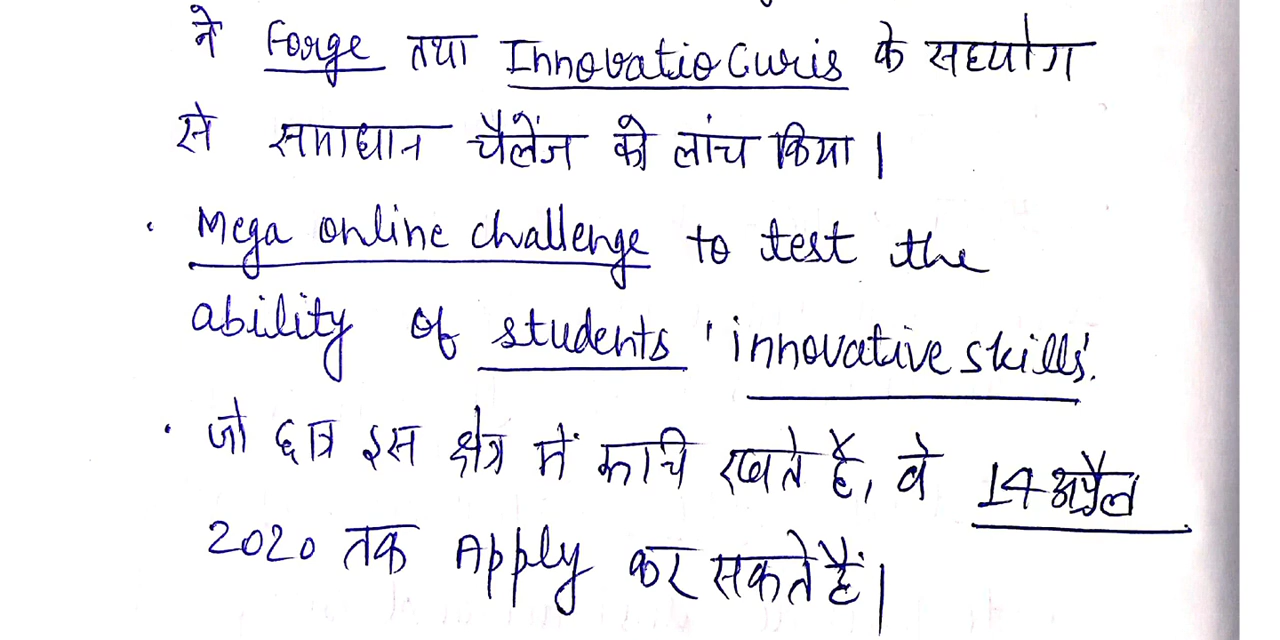 ने Forge तथा InnovatioCuris के सहयोग
से समाधान चैलेंज को लांच किया।
• Mega online challenge to test the
ability of students 'innovative skills'.
• जो छात्र इस क्षेत्र में रूचि रखते है, वे 14 अप्रैल
2020 तक Apply कर सकते हैं।